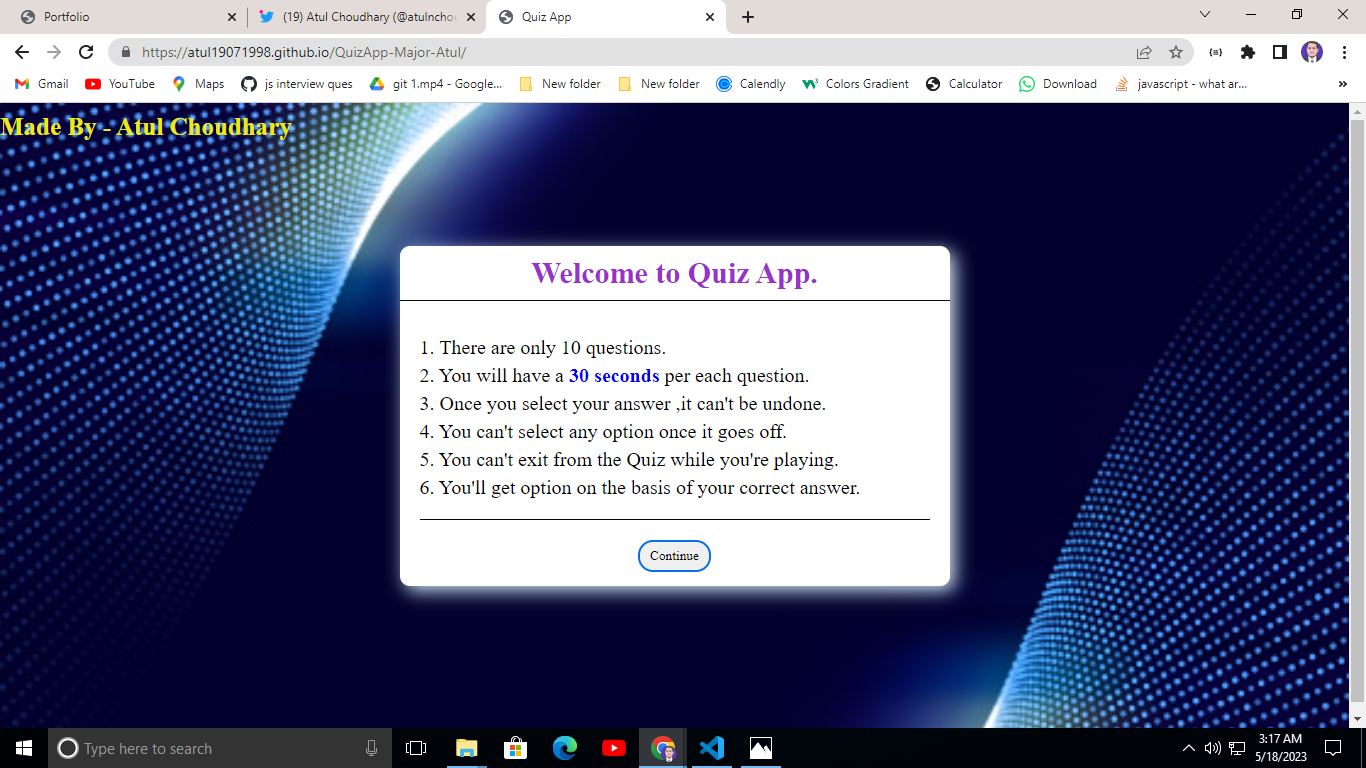 Portfolio
(19) Atul Choudhary (@atulnchou
Quiz App
https://atul19071998.github.io/QuizApp-Major-Atul/
Gmail
YouTube
Maps
js interview ques
git 1.mp4 - Google...
New folder
New folder
Calendly
Colors Gradient
Calculator
Download
javascript - what ar...
»
Made By - Atul Choudhary
Welcome to Quiz App.
1. There are only 10 questions.
2. You will have a 30 seconds per each question.
3. Once you select your answer ,it can't be undone.
4. You can't select any option once it goes off.
5. You can't exit from the Quiz while you're playing.
6. You'll get option on the basis of your correct answer.
Continue
Type here to search
3:17 AM
5/18/2023